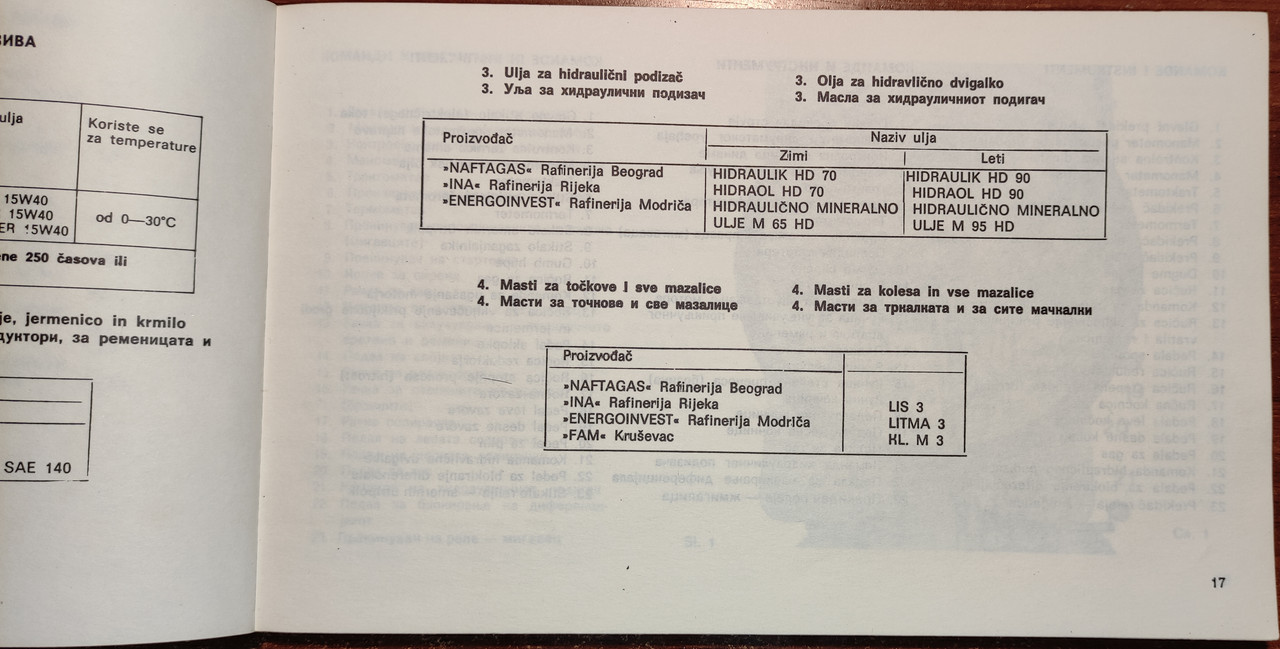 ИВА
ulja
Koriste se
za temperature
15W40
15W40
ER 15W40
od 0—30°C
ne 250 časova ili
je, jermenico in krmilo
дуктори, за ременицата и
SAE 140
3. Ulja za hidraulični podizač
3. Уља за хидраулични подизач
3. Olja za hidravlično dvigalko
3. Масла за хидрауличниот подигач
Proizvođač
Naziv ulja
Zimi
Leti
»NAFTAGAS« Rafinerija Beograd HIDRAULIK HD 70 HIDRAULIK HD 90
»INA« Rafinerija Rijeka HIDRAOL HD 70 HIDRAOL HD 90
»ENERGOINVEST« Rafinerija Modriča HIDRAULIČNO MINERALNO HIDRAULIČNO MINERALNO
ULJE M 65 HD ULJE M 95 HD
4. Masti za točkove i sve mazalice
4. Масти за точнове и све мазалице
4. Masti za kolesa in vse mazalice
4. Масти за тркалната и за сите мачкални
Proizvođač
»NAFTAGAS« Rafinerija Beograd
»INA« Rafinerija Rijeka LIS 3
»ENERGOINVEST« Rafinerija Modriča LITMA 3
»FAM« Kruševac KL. M 3
17